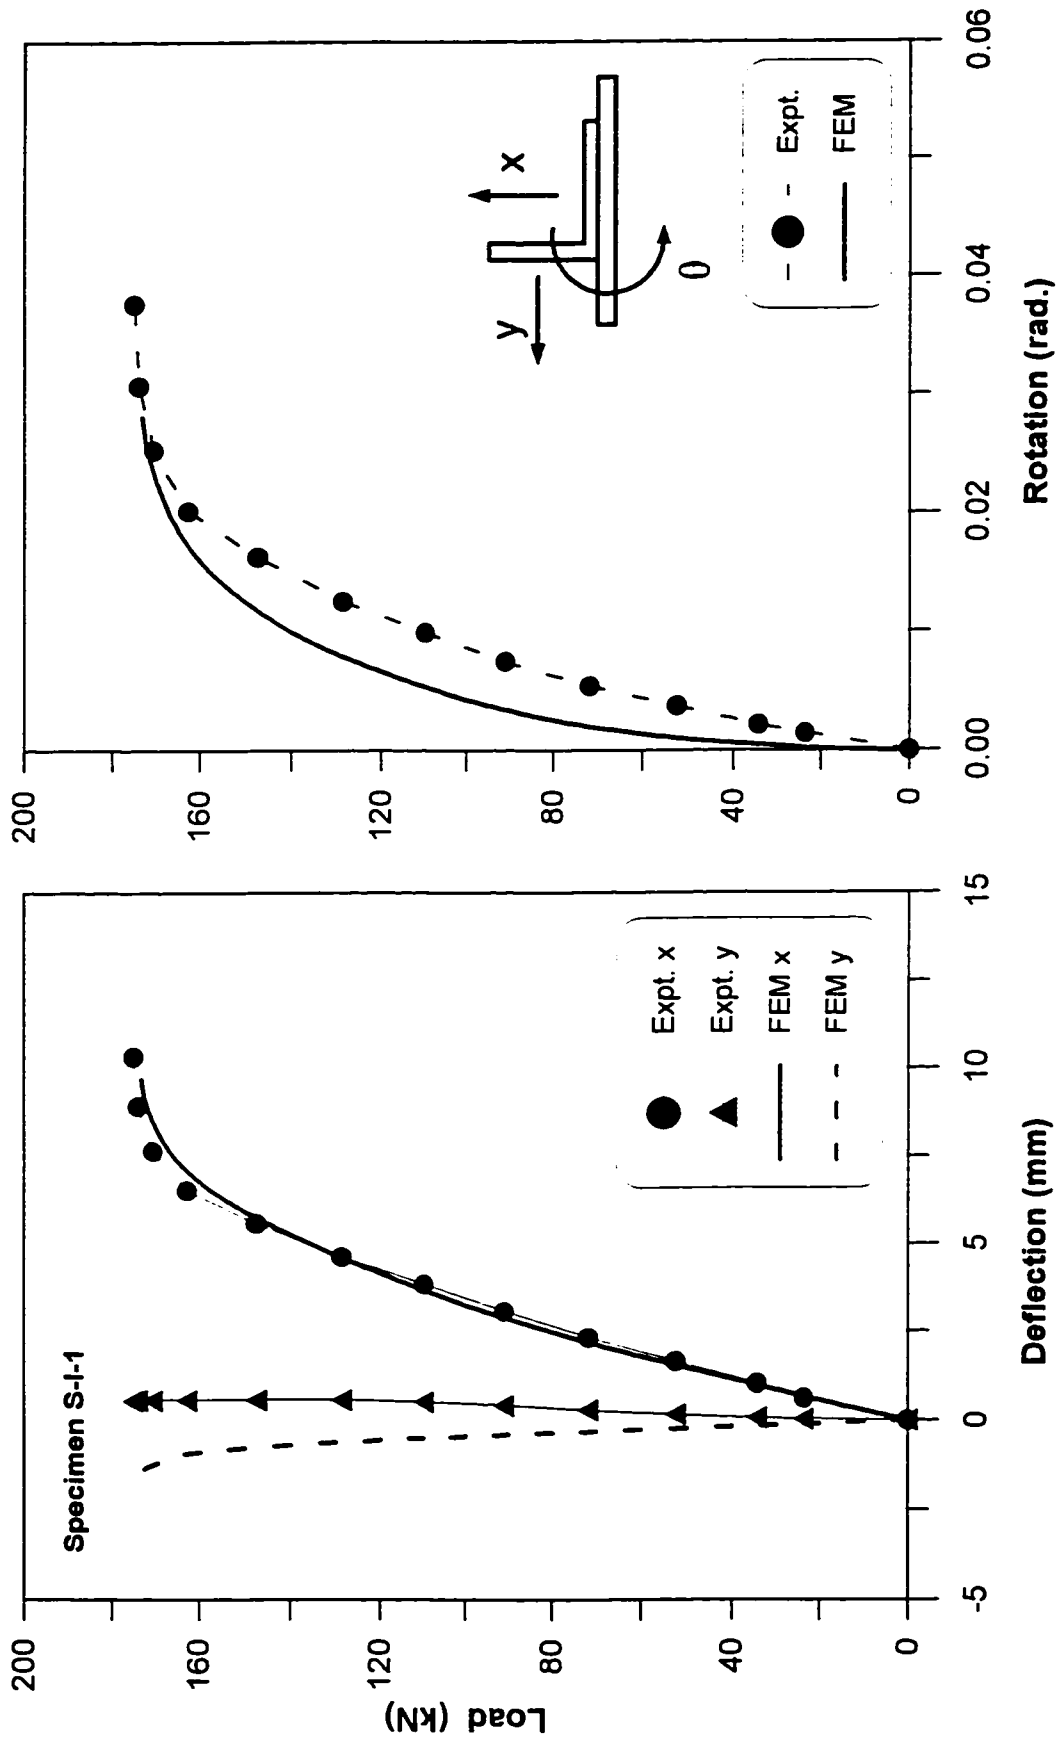 Specimen S-I-1
Load (kN)
200
160
120
80
40
0
-5
0
5
10
15
Deflection (mm)
Expt. x
Expt. y
FEM x
FEM y
200
160
120
80
40
0
0.00
0.02
0.04
0.06
Rotation (rad.)
y
x
θ
Expt.
FEM